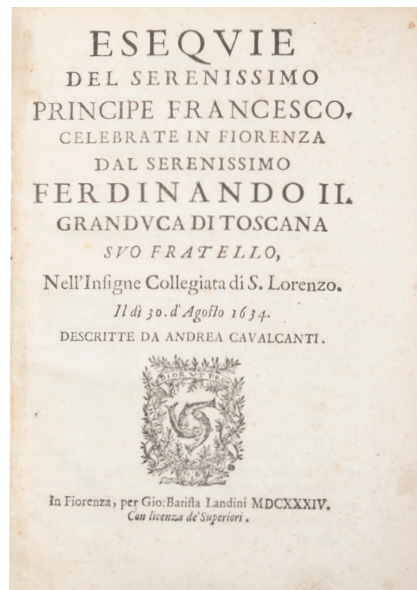 ESEQVIE
DEL SERENISSIMO
PRINCIPE FRANCESCO.
CELEBRATE IN FIORENZA
DAL SERENISSIMO
FERDINANDO II.
GRANDVCA DI TOSCANA
SVO FRATELLO,
Nell'Insigne Collegiata di S. Lorenzo.
Il dì 30. d'Agosto 1634.
DESCRITTE DA ANDREA CAVALCANTI.
In Fiorenza, per Gio: Batista Landini MDCXXXIV.
Con licenza de' Superiori.